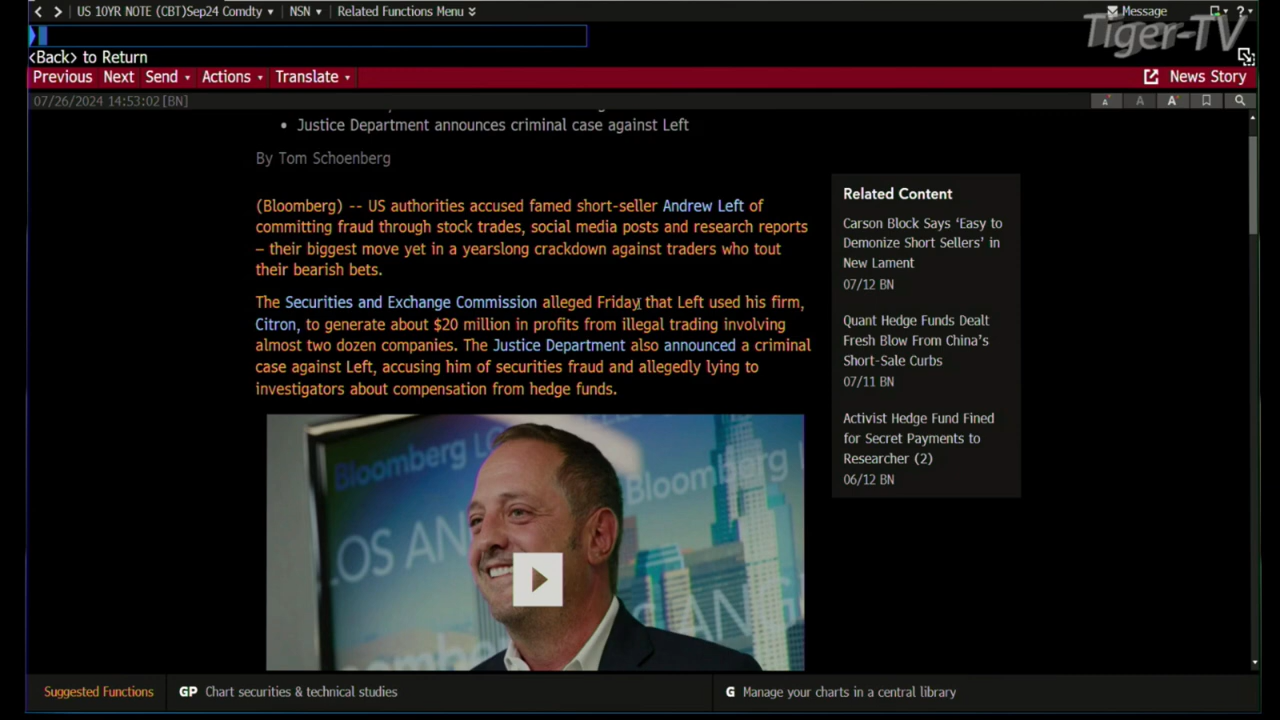 US 10YR NOTE (CBT)Sep24 Comdty NSN Related Functions Menu Message ?
Tiger-TV
<Back> to Return
Previous Next Send Actions Translate News Story
07/26/2024 14:53:02 [BN] A A A
• Justice Department announces criminal case against Left
By Tom Schoenberg
(Bloomberg) -- US authorities accused famed short-seller Andrew Left of
committing fraud through stock trades, social media posts and research reports
– their biggest move yet in a yearslong crackdown against traders who tout
their bearish bets.
The Securities and Exchange Commission alleged Friday that Left used his firm,
Citron, to generate about $20 million in profits from illegal trading involving
almost two dozen companies. The Justice Department also announced a criminal
case against Left, accusing him of securities fraud and allegedly lying to
investigators about compensation from hedge funds.
Related Content
Carson Block Says ‘Easy to
Demonize Short Sellers’ in
New Lament
07/12 BN
Quant Hedge Funds Dealt
Fresh Blow From China’s
Short-Sale Curbs
07/11 BN
Activist Hedge Fund Fined
for Secret Payments to
Researcher (2)
06/12 BN
Bloomberg LO
Bloomberg
LOS ANG
Suggested Functions GP Chart securities & technical studies G Manage your charts in a central library